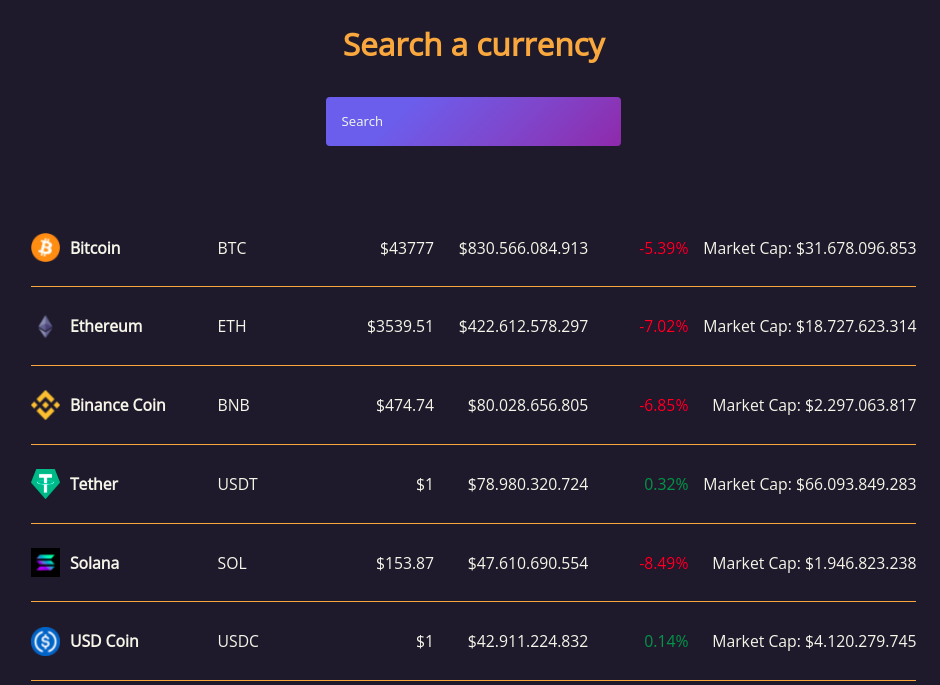 Search a currency
Search
Bitcoin BTC $43777 $830.566.084.913 -5.39% Market Cap: $31.678.096.853
Ethereum ETH $3539.51 $422.612.578.297 -7.02% Market Cap: $18.727.623.314
Binance Coin BNB $474.74 $80.028.656.805 -6.85% Market Cap: $2.297.063.817
Tether USDT $1 $78.980.320.724 0.32% Market Cap: $66.093.849.283
Solana SOL $153.87 $47.610.690.554 -8.49% Market Cap: $1.946.823.238
USD Coin USDC $1 $42.911.224.832 0.14% Market Cap: $4.120.279.745